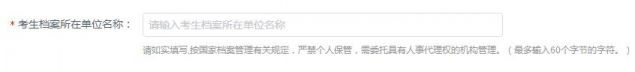 * 考生档案所在单位名称： 请输入考生档案所在单位名称
请如实填写,按国家档案管理有关规定，严禁个人保管，需委托具有人事代理权的机构管理。（最多输入60个字节的字符。）